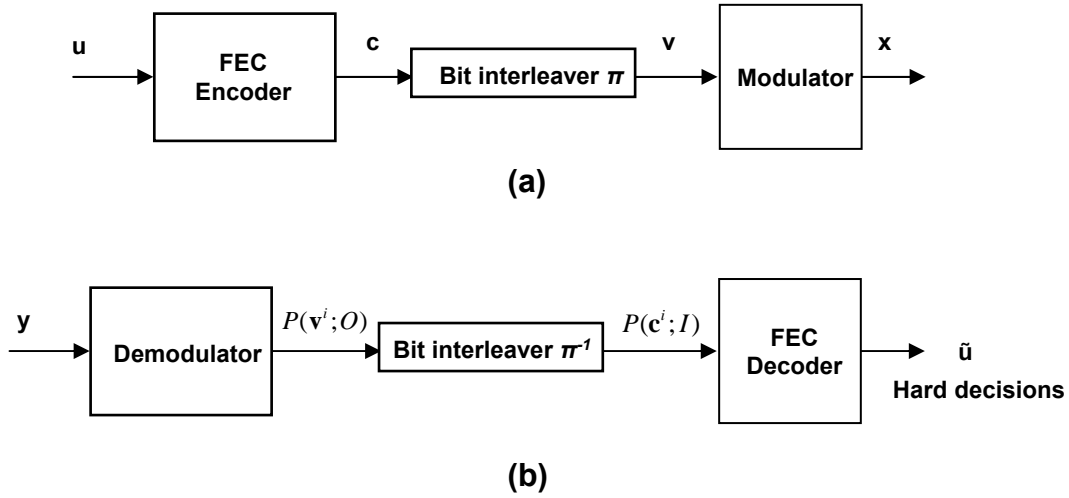 u
FEC
Encoder
c
Bit interleaver π
v
Modulator
x
(a)
y
Demodulator
P(vⁱ;O)
Bit interleaver π⁻¹
P(cⁱ;I)
FEC
Decoder
ũ
Hard decisions
(b)